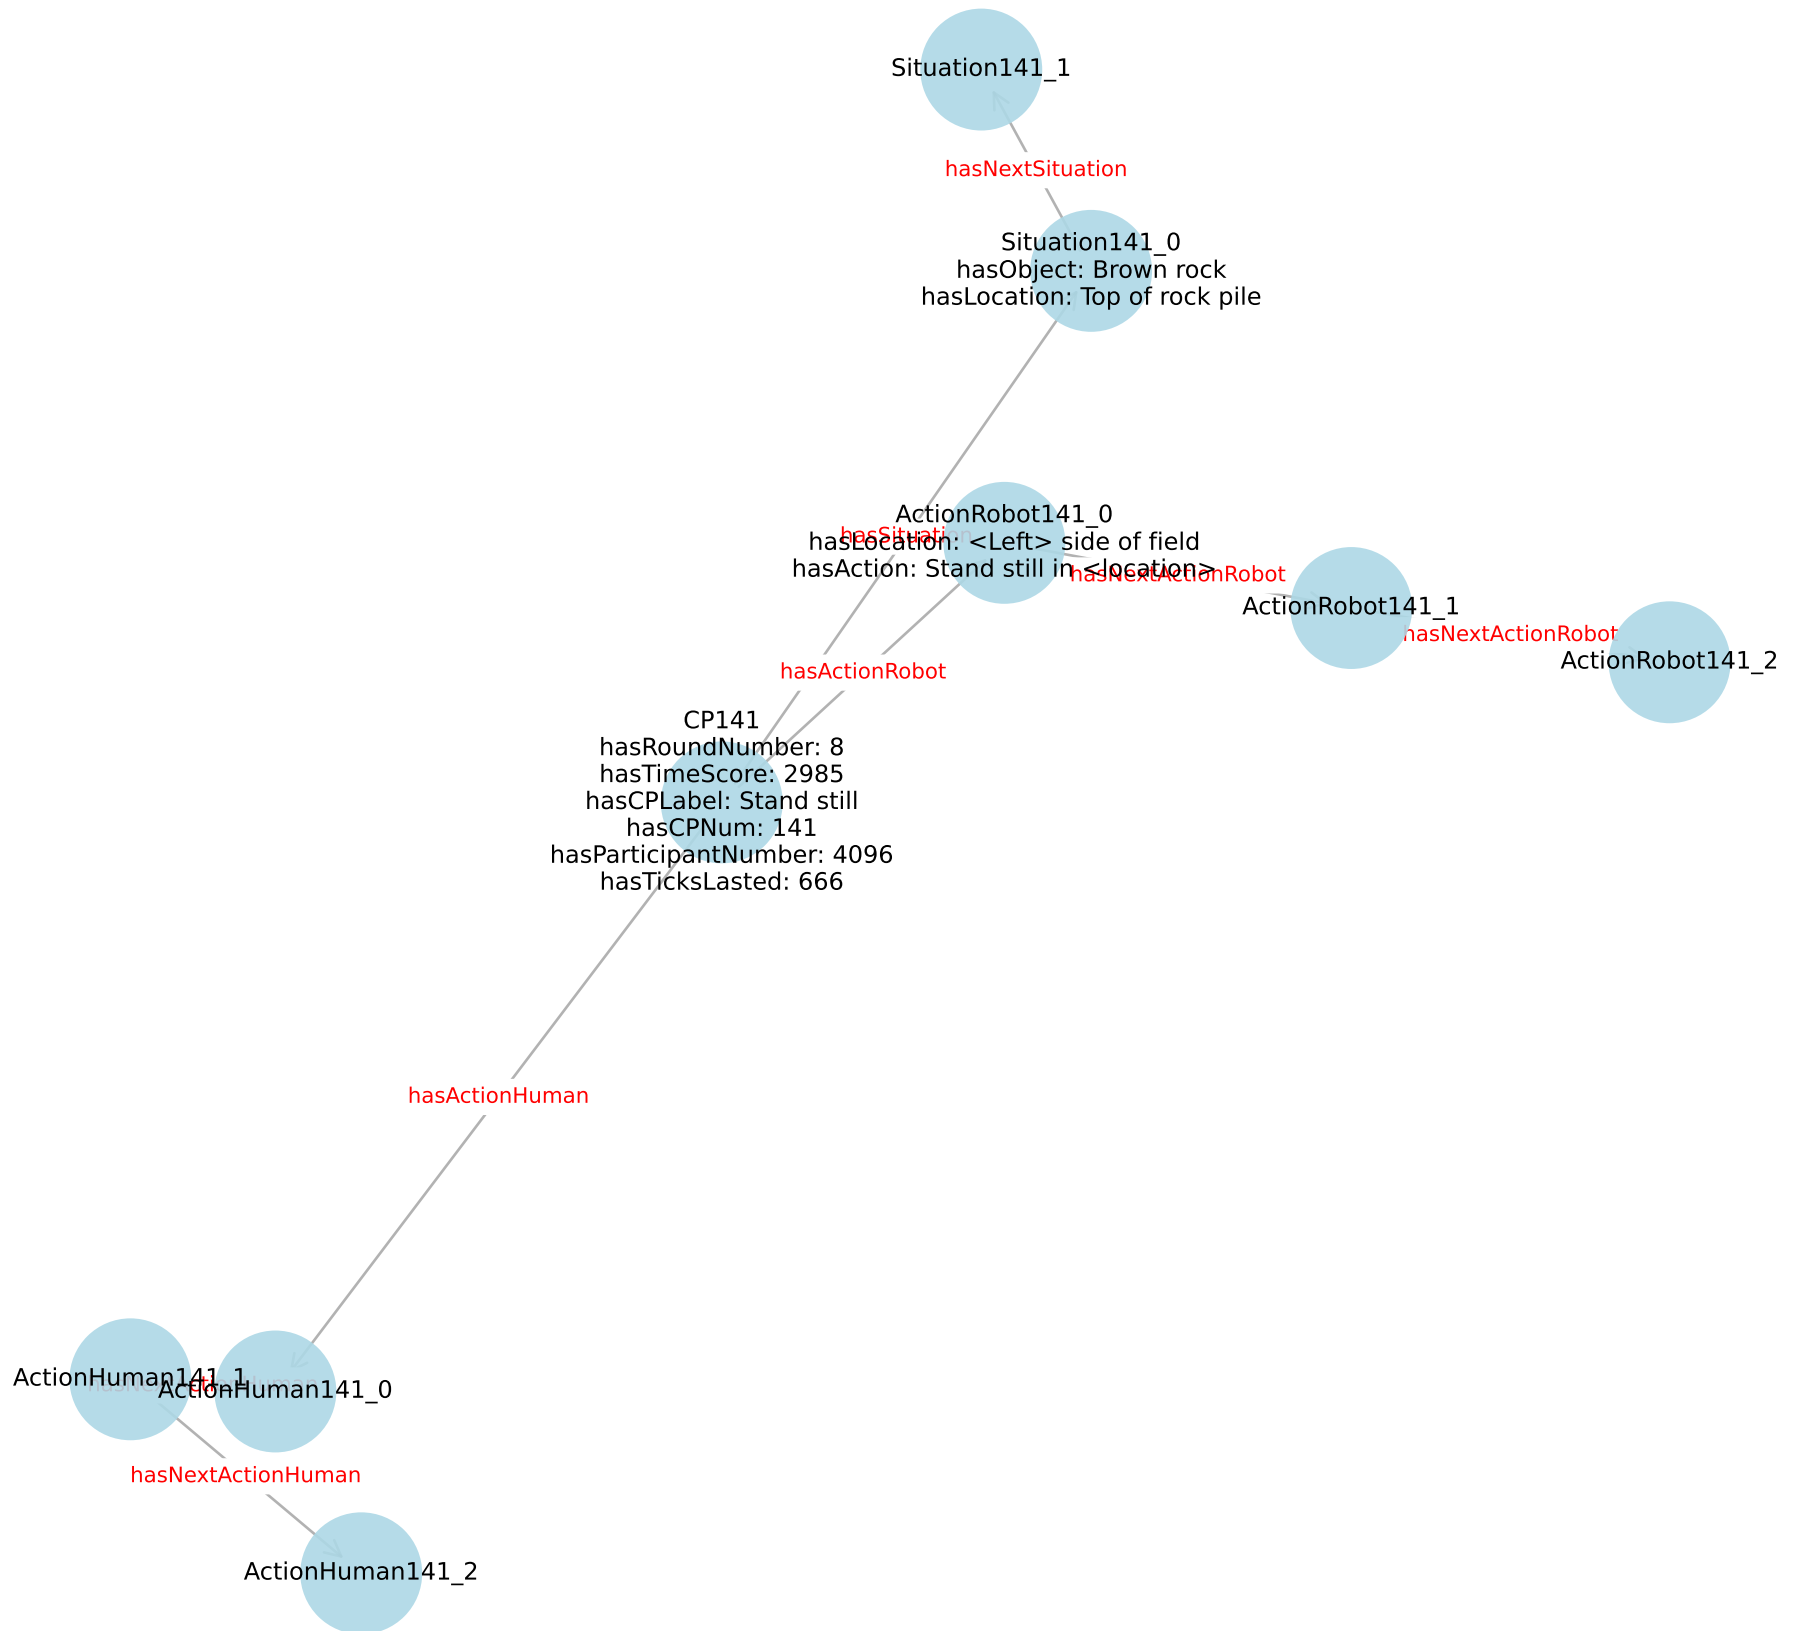 Situation141_1
hasNextSituation
Situation141_0
hasObject: Brown rock
hasLocation: Top of rock pile
ActionRobot141_0
hasSituation
hasLocation: <Left> side of field
hasAction: Stand still in <location>
hasNextActionRobot
ActionRobot141_1
hasNextActionRobot
ActionRobot141_2
hasActionRobot
CP141
hasRoundNumber: 8
hasTimeScore: 2985
hasCPLabel: Stand still
hasCPNum: 141
hasParticipantNumber: 4096
hasTicksLasted: 666
hasActionHuman
ActionHuman141_1
hasNextActionHuman
ActionHuman141_0
hasNextActionHuman
ActionHuman141_2